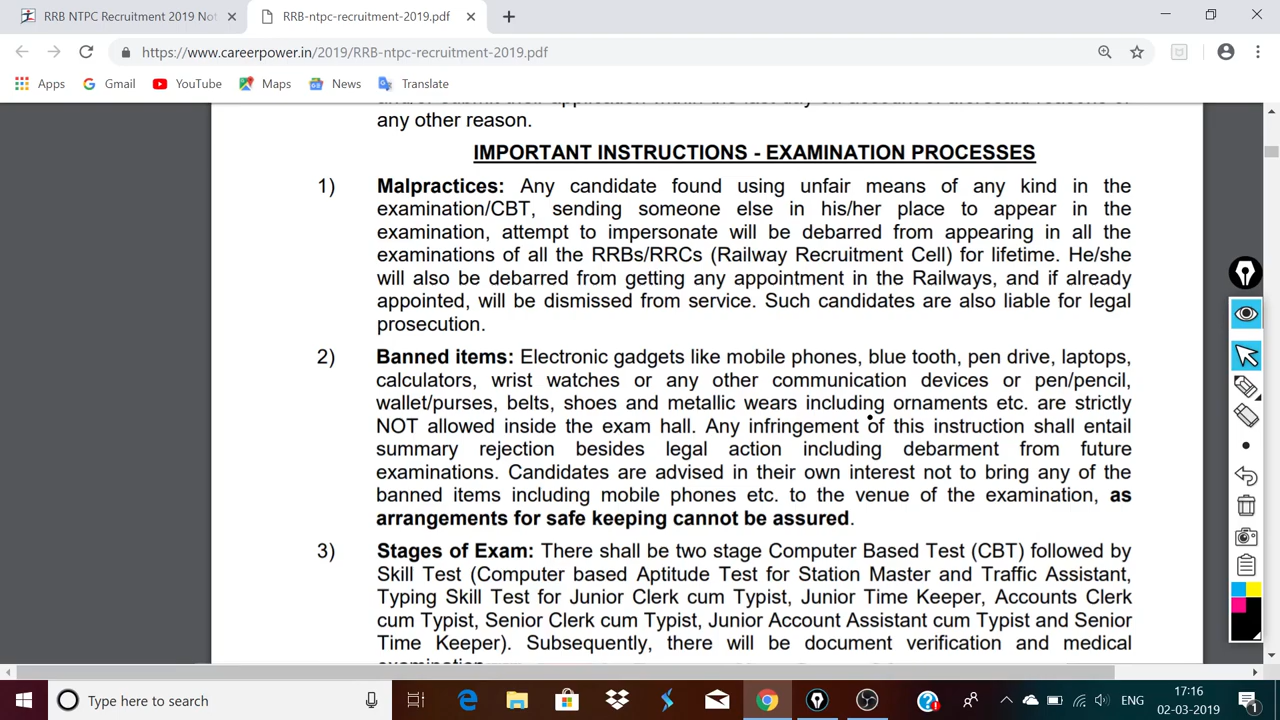 RRB NTPC Recruitment 2019 Not
RRB-ntpc-recruitment-2019.pdf
https://www.careerpower.in/2019/RRB-ntpc-recruitment-2019.pdf
Apps Gmail YouTube Maps News Translate
any other reason.
IMPORTANT INSTRUCTIONS - EXAMINATION PROCESSES
1) Malpractices: Any candidate found using unfair means of any kind in the
examination/CBT, sending someone else in his/her place to appear in the
examination, attempt to impersonate will be debarred from appearing in all the
examinations of all the RRBs/RRCs (Railway Recruitment Cell) for lifetime. He/she
will also be debarred from getting any appointment in the Railways, and if already
appointed, will be dismissed from service. Such candidates are also liable for legal
prosecution.
2) Banned items: Electronic gadgets like mobile phones, blue tooth, pen drive, laptops,
calculators, wrist watches or any other communication devices or pen/pencil,
wallet/purses, belts, shoes and metallic wears including ornaments etc. are strictly
NOT allowed inside the exam hall. Any infringement of this instruction shall entail
summary rejection besides legal action including debarment from future
examinations. Candidates are advised in their own interest not to bring any of the
banned items including mobile phones etc. to the venue of the examination, as
arrangements for safe keeping cannot be assured.
3) Stages of Exam: There shall be two stage Computer Based Test (CBT) followed by
Skill Test (Computer based Aptitude Test for Station Master and Traffic Assistant,
Typing Skill Test for Junior Clerk cum Typist, Junior Time Keeper, Accounts Clerk
cum Typist, Senior Clerk cum Typist, Junior Account Assistant cum Typist and Senior
Time Keeper). Subsequently, there will be document verification and medical
Type here to search
ENG
17:16
02-03-2019
1